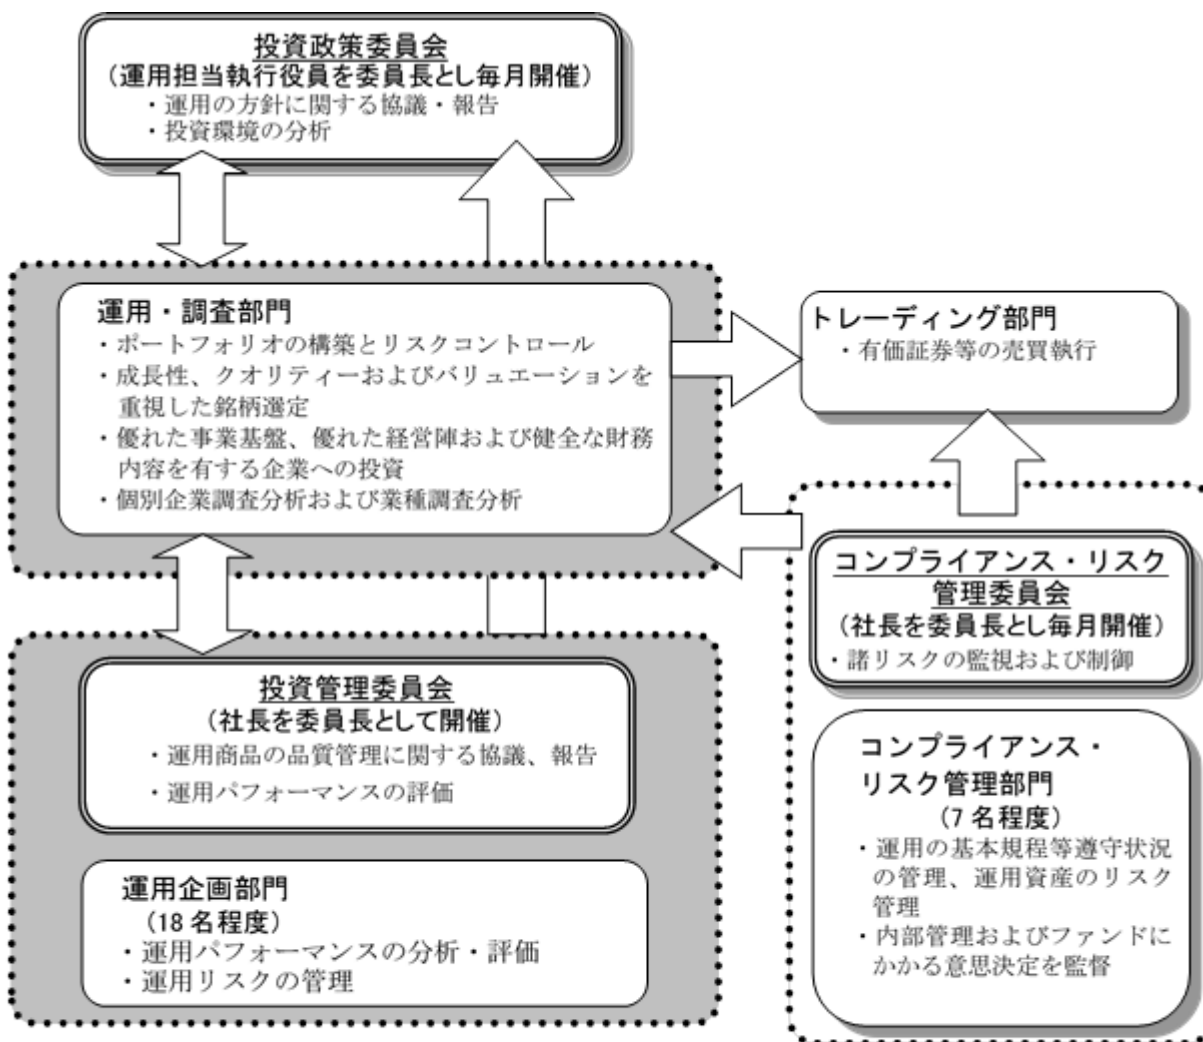 投資政策委員会
(運用担当執行役員を委員長とし毎月開催)
・運用の方針に関する協議・報告
・投資環境の分析
運用・調査部門
・ポートフォリオの構築とリスクコントロール
・成長性、クオリティーおよびバリュエーションを
重視した銘柄選定
・優れた事業基盤、優れた経営陣および健全な財務
内容を有する企業への投資
・個別企業調査分析および業種調査分析
トレーディング部門
・有価証券等の売買執行
投資管理委員会
(社長を委員長として開催)
・運用商品の品質管理に関する協議、報告
・運用パフォーマンスの評価
運用企画部門
(18 名程度)
・運用パフォーマンスの分析・評価
・運用リスクの管理
コンプライアンス・リスク
管理委員会
(社長を委員長とし毎月開催)
・諸リスクの監視および制御
コンプライアンス・
リスク管理部門
(7 名程度)
・運用の基本規程等遵守状況
の管理、運用資産のリスク
管理
・内部管理およびファンドに
かかる意思決定を監督